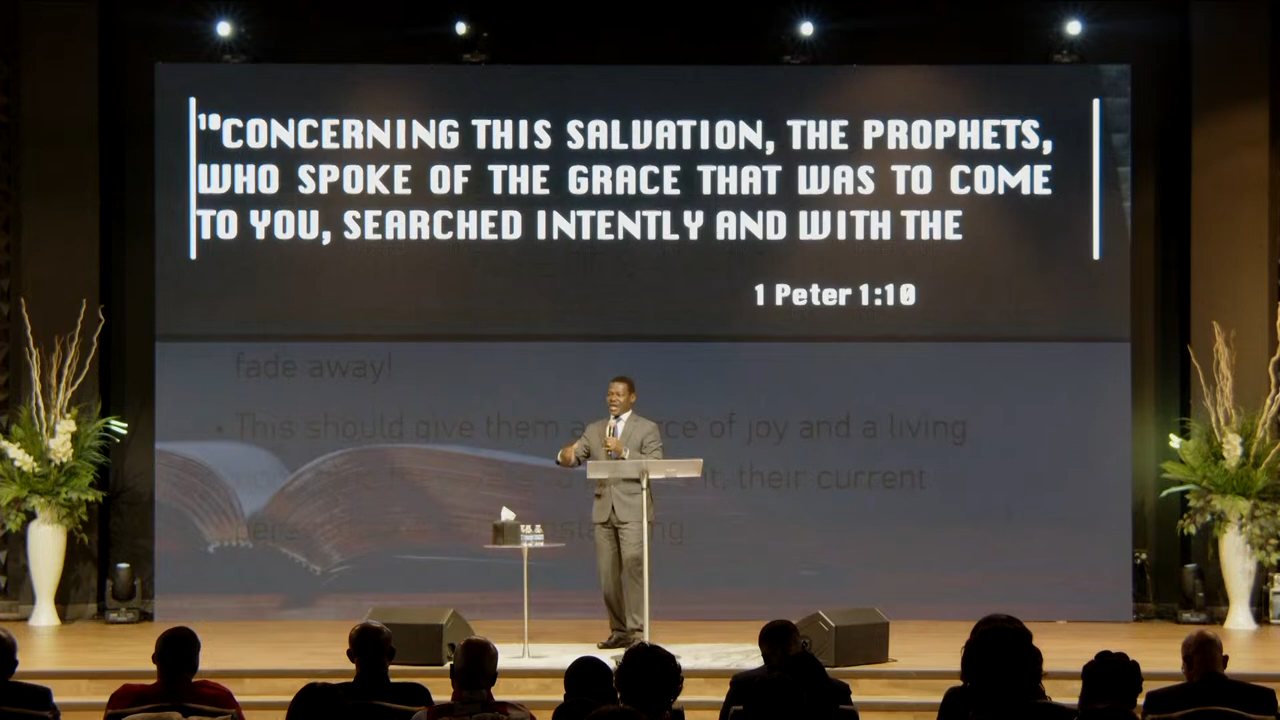 ¹⁰CONCERNING THIS SALVATION, THE PROPHETS,
WHO SPOKE OF THE GRACE THAT WAS TO COME
TO YOU, SEARCHED INTENTLY AND WITH THE
1 Peter 1:10
fade away!
• This should give them a of joy and a living
it, their current